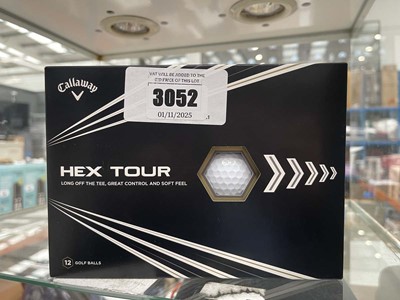 Callaway
VAT WILL BE ADDED TO THE
3052
01/11/2025
HEX TOUR
LONG OFF THE TEE, GREAT CONTROL AND SOFT FEEL
12 GOLF BALLS